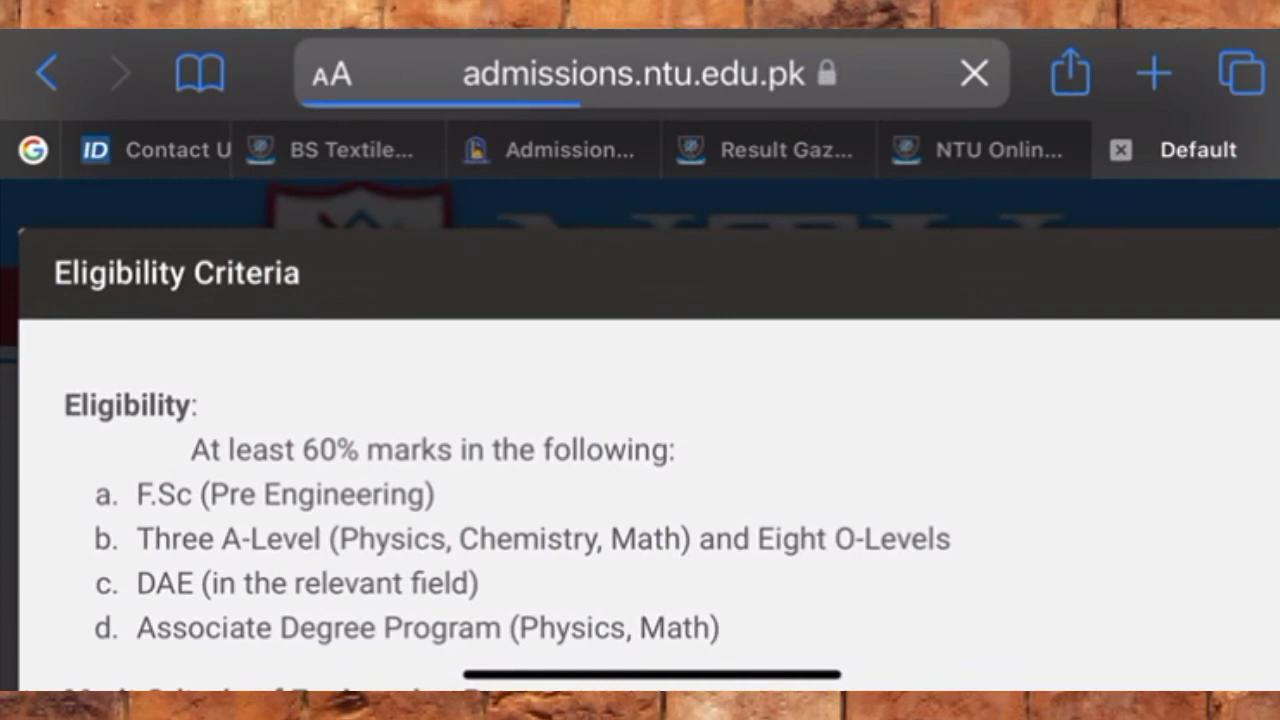 AA admissions.ntu.edu.pk
ID Contact U BS Textile... Admission... Result Gaz... NTU Onlin... Default
Eligibility Criteria
Eligibility:
At least 60% marks in the following:
a. F.Sc (Pre Engineering)
b. Three A-Level (Physics, Chemistry, Math) and Eight O-Levels
c. DAE (in the relevant field)
d. Associate Degree Program (Physics, Math)